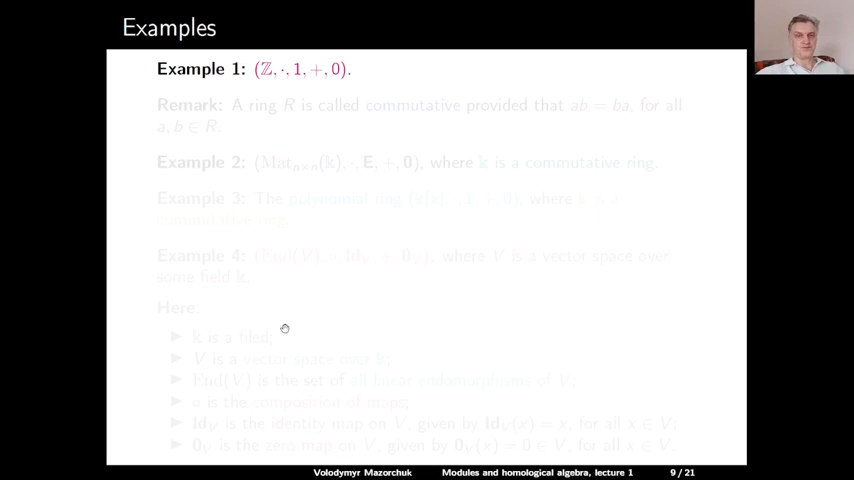 Examples
Example 1: (ℤ, ·, 1, +, 0).
Remark: A ring R is called commutative provided that ab = ba, for all
a, b ∈ R.
Example 2: (Mat_{n×n}(𝕜), ·, E, +, 0), where 𝕜 is a commutative ring.
Example 3: The polynomial ring (𝕜[x], ·, 1, +, 0), where 𝕜 is a
commutative ring.
Example 4: (End(V), ∘, Id_V, +, 0_V), where V is a vector space over
some field 𝕜.
Here:
▶ 𝕜 is a filed;
▶ V is a vector space over 𝕜;
▶ End(V) is the set of all linear endomorphisms of V;
▶ ∘ is the composition of maps;
▶ Id_V is the identity map on V, given by Id_V(x) = x, for all x ∈ V;
▶ 0_V is the zero map on V, given by 0_V(x) = 0 ∈ V, for all x ∈ V.
Volodymyr Mazorchuk Modules and homological algebra, lecture 1 9 / 21